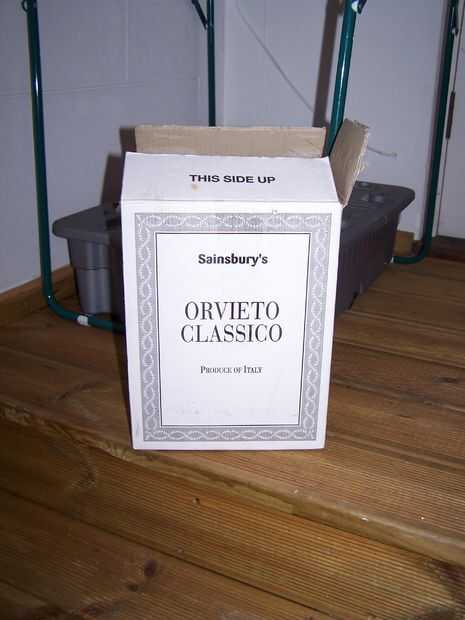 THIS SIDE UP
Sainsbury's
ORVIETO
CLASSICO
PRODUCE OF ITALY